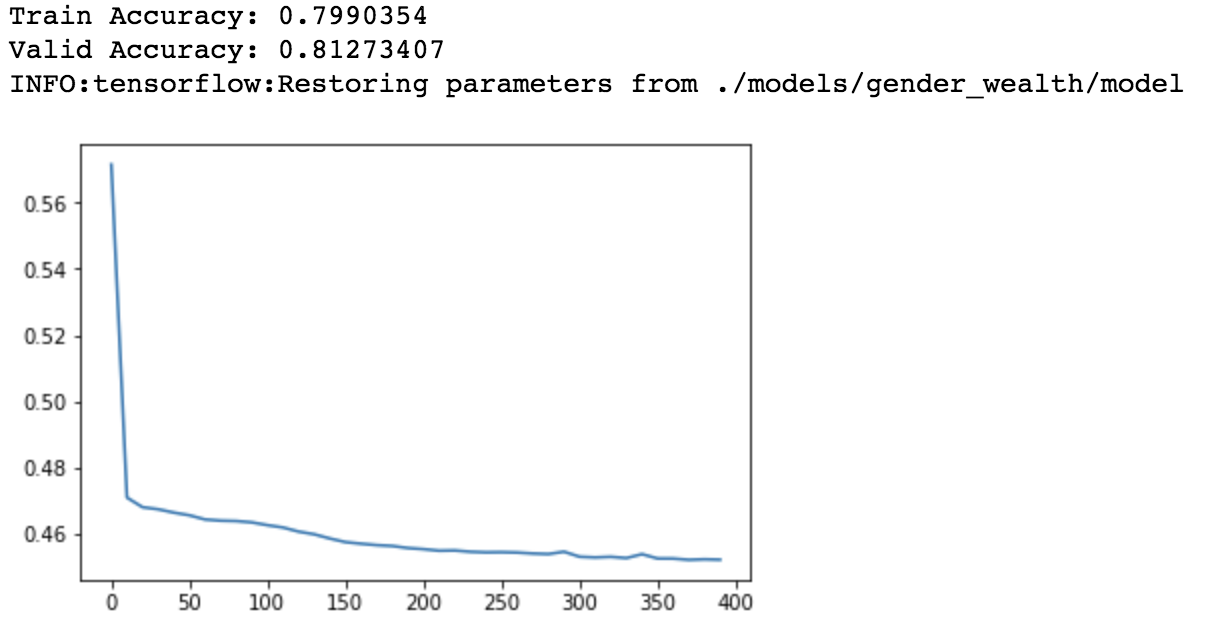 Train Accuracy: 0.7990354
Valid Accuracy: 0.81273407
INFO:tensorflow:Restoring parameters from ./models/gender_wealth/model
0.56
0.54
0.52
0.50
0.48
0.46
0 50 100 150 200 250 300 350 400